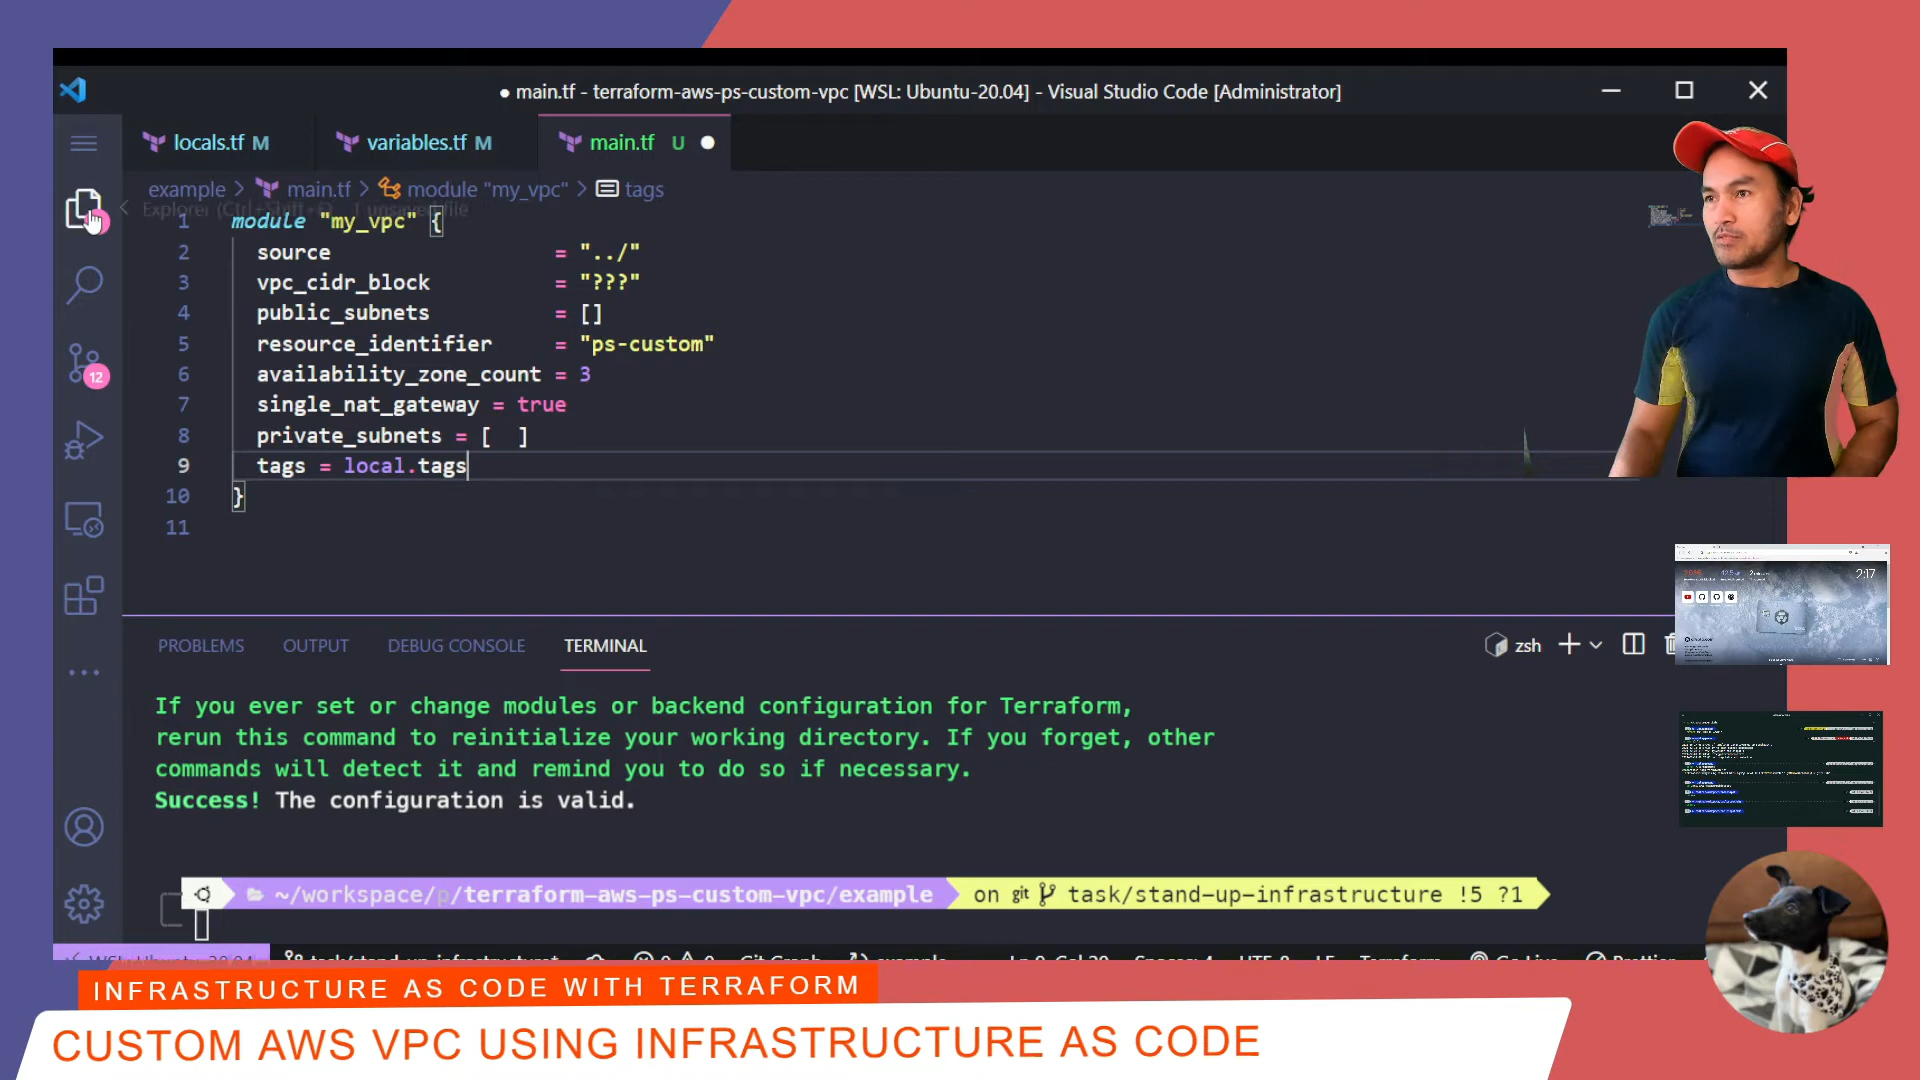 ● main.tf - terraform-aws-ps-custom-vpc [WSL: Ubuntu-20.04] - Visual Studio Code [Administrator]
locals.tf M
variables.tf M
main.tf U ●
example > main.tf > module "my_vpc" > tags
1 module "my_vpc" {
2 source = "../"
3 vpc_cidr_block = "???"
4 public_subnets = []
5 resource_identifier = "ps-custom"
6 availability_zone_count = 3
7 single_nat_gateway = true
8 private_subnets = [  ]
9 tags = local.tags
10 }
11
12
2:17
PROBLEMS OUTPUT DEBUG CONSOLE TERMINAL
zsh
If you ever set or change modules or backend configuration for Terraform,
rerun this command to reinitialize your working directory. If you forget, other
commands will detect it and remind you to do so if necessary.
Success! The configuration is valid.
~/workspace/p/terraform-aws-ps-custom-vpc/example on git task/stand-up-infrastructure !5 ?1
INFRASTRUCTURE AS CODE WITH TERRAFORM
CUSTOM AWS VPC USING INFRASTRUCTURE AS CODE